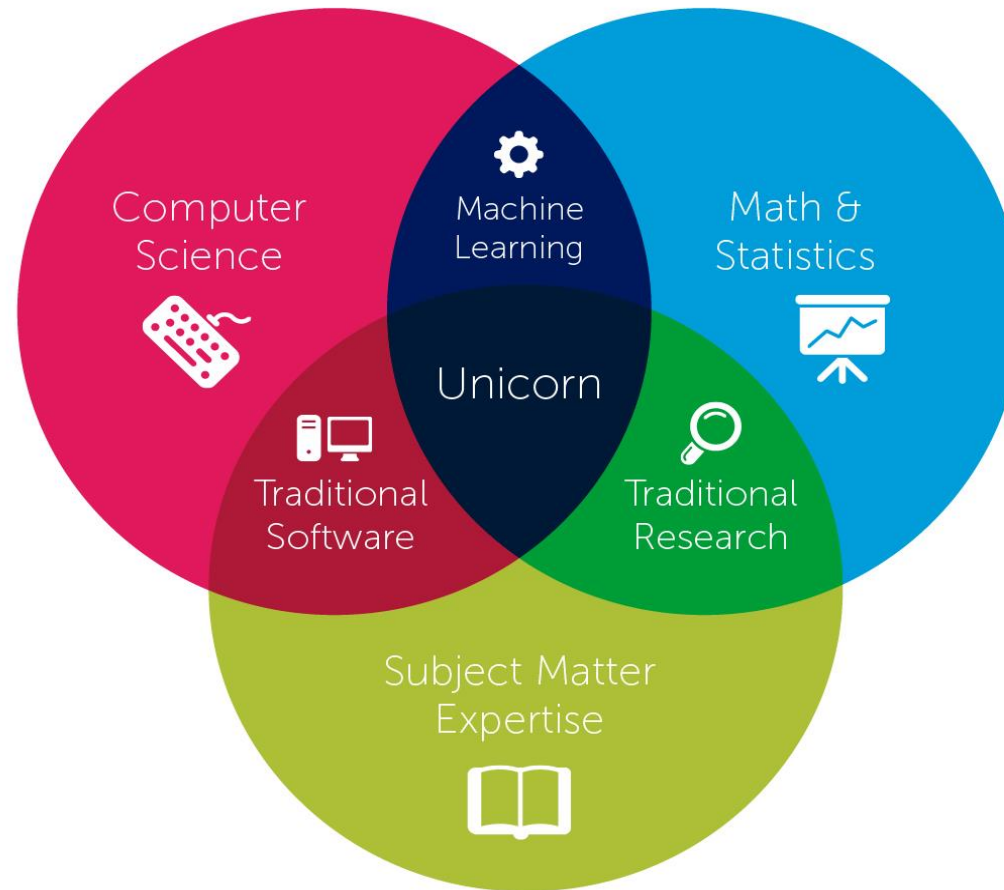 Computer
Science
Machine
Learning
Math &
Statistics
Unicorn
Traditional
Software
Traditional
Research
Subject Matter
Expertise